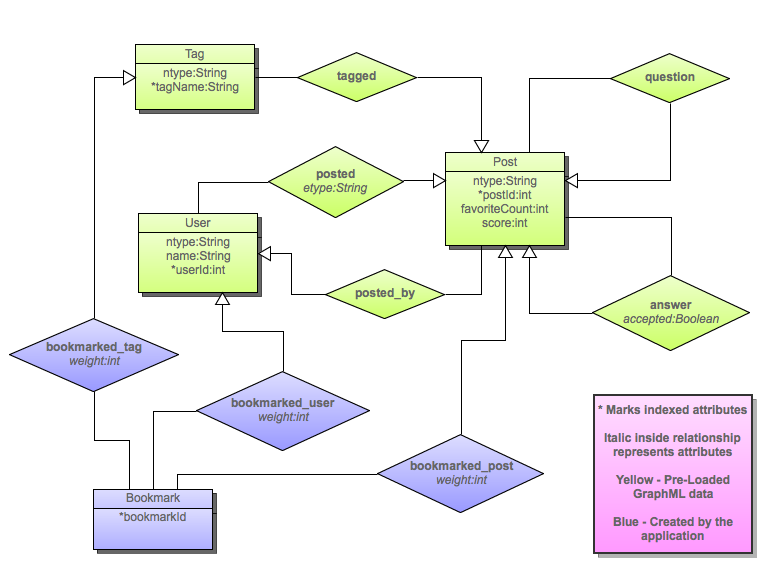 Tag
ntype:String
*tagName:String
tagged
question
posted
etype:String
Post
ntype:String
*postId:int
favoriteCount:int
score:int
User
ntype:String
name:String
*userId:int
posted_by
answer
accepted:Boolean
bookmarked_tag
weight:int
bookmarked_user
weight:int
bookmarked_post
weight:int
Bookmark
*bookmarkId
* Marks indexed attributes
Italic inside relationship
represents attributes
Yellow - Pre-Loaded
GraphML data
Blue - Created by the
application